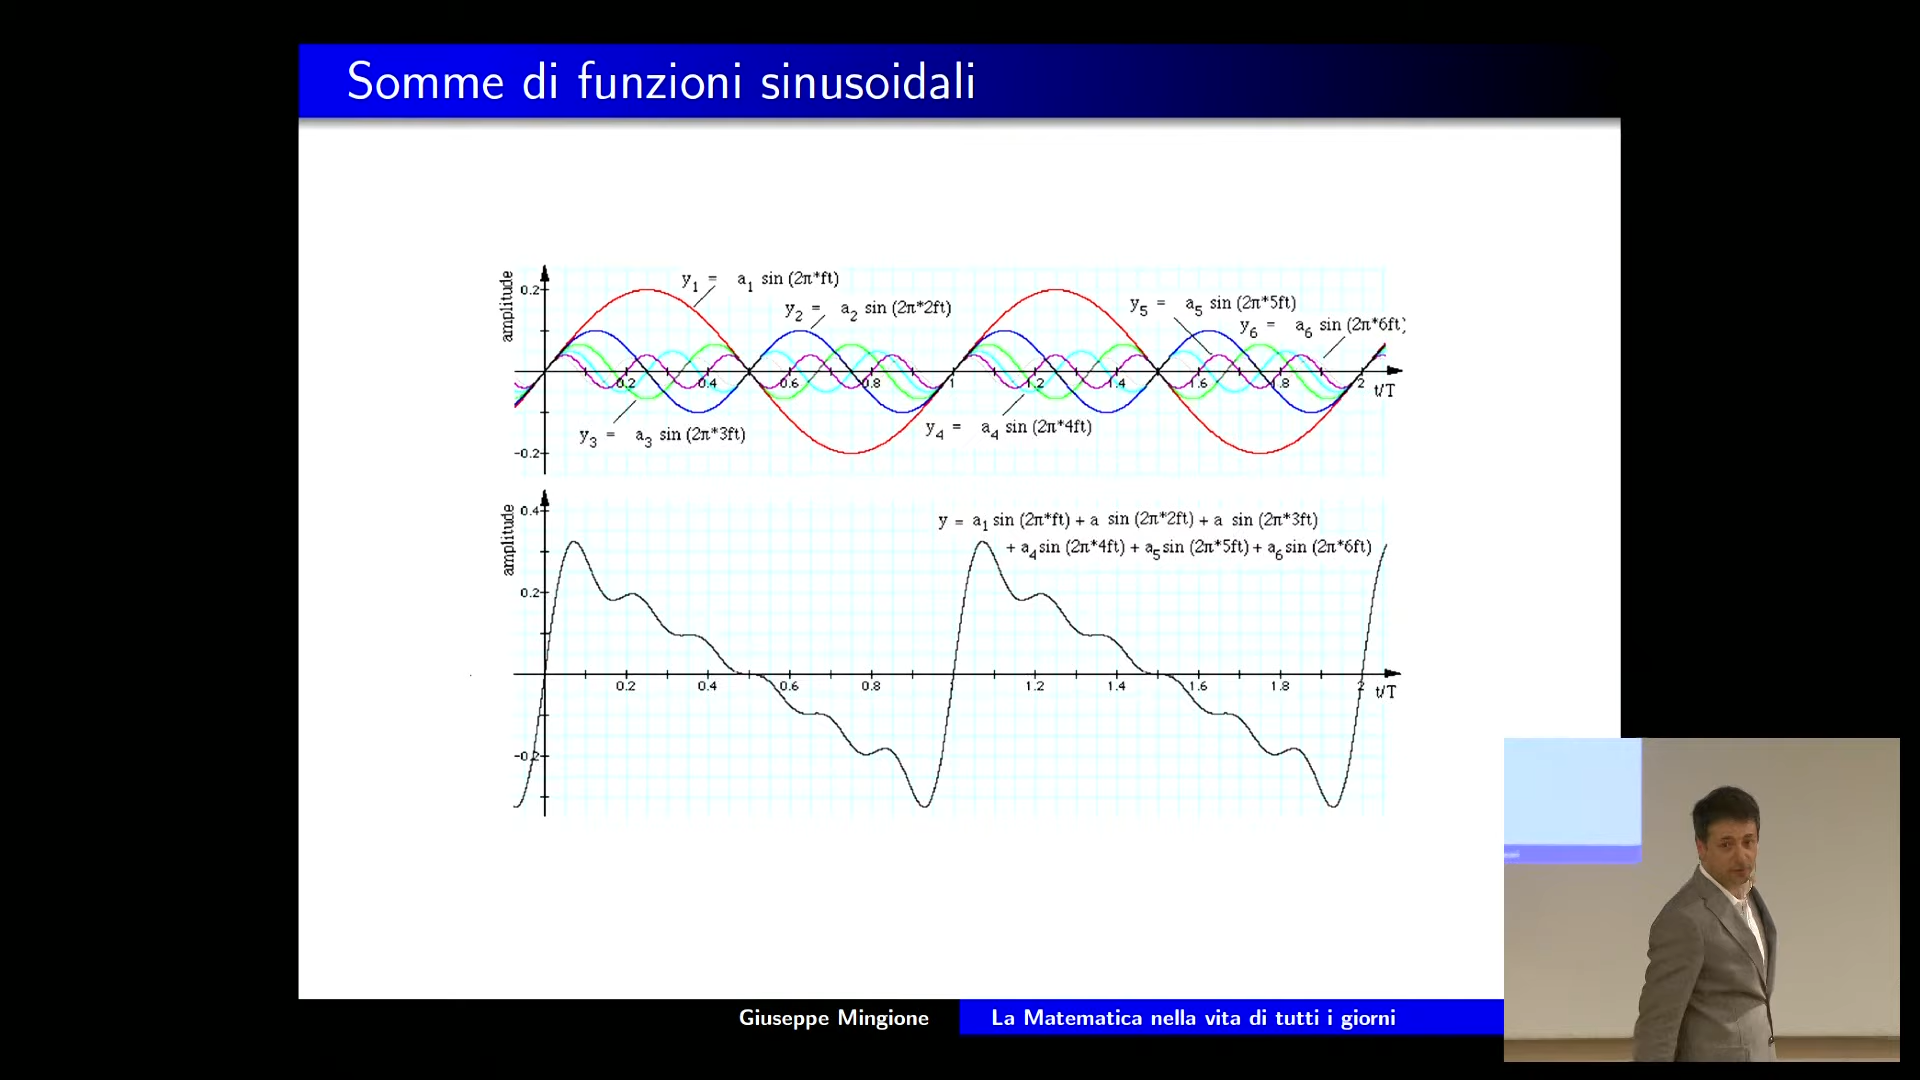 Somme di funzioni sinusoidali
amplitude
0.2
-0.2
y1 = a1 sin (2π*ft)
y2 = a2 sin (2π*2ft)
y5 = a5 sin (2π*5ft)
y6 = a6 sin (2π*6ft)
0.2 0.4 0.6 0.8 1 1.2 1.4 1.6 1.8 2 t/T
y3 = a3 sin (2π*3ft)
y4 = a4 sin (2π*4ft)
amplitude
0.4
0.2
-0.2
y = a1 sin (2π*ft) + a sin (2π*2ft) + a sin (2π*3ft)
+ a4 sin (2π*4ft) + a5 sin (2π*5ft) + a6 sin (2π*6ft)
0.2 0.4 0.6 0.8 1.2 1.4 1.6 1.8 2 t/T
Giuseppe Mingione
La Matematica nella vita di tutti i giorni